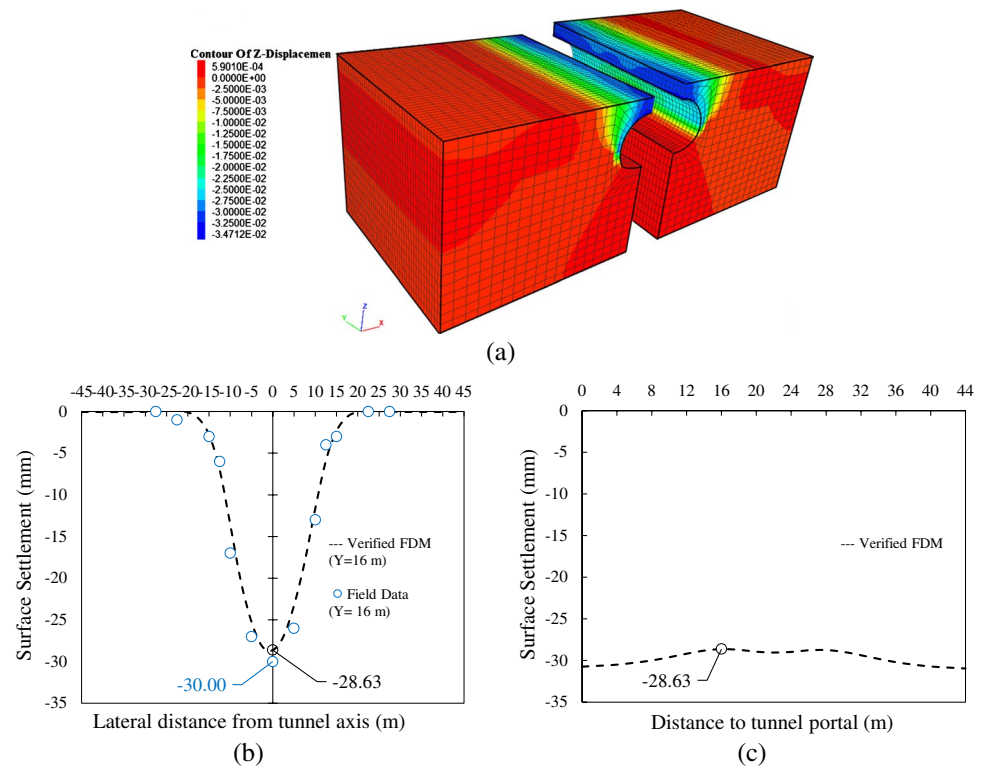 Contour Of Z-Displacemen
5.9010E-04
0.0000E+00
-2.5000E-03
-5.0000E-03
-7.5000E-03
-1.0000E-02
-1.2500E-02
-1.5000E-02
-1.7500E-02
-2.0000E-02
-2.2500E-02
-2.5000E-02
-2.7500E-02
-3.0000E-02
-3.2500E-02
-3.4712E-02
Z
Y
X
(a)
-45-40-35-30-25-20-15-10 -5 0 5 10 15 20 25 30 35 40 45
0
-5
-10
-15
-20
-25
-30
-35
Surface Settlement (mm)
--- Verified FDM
(Y=16 m)
Field Data
(Y= 16 m)
-30.00
-28.63
Lateral distance from tunnel axis (m)
(b)
0 4 8 12 16 20 24 28 32 36 40 44
0
-5
-10
-15
-20
-25
-30
-35
Surface Settlement (mm)
--- Verified FDM
-28.63
Distance to tunnel portal (m)
(c)